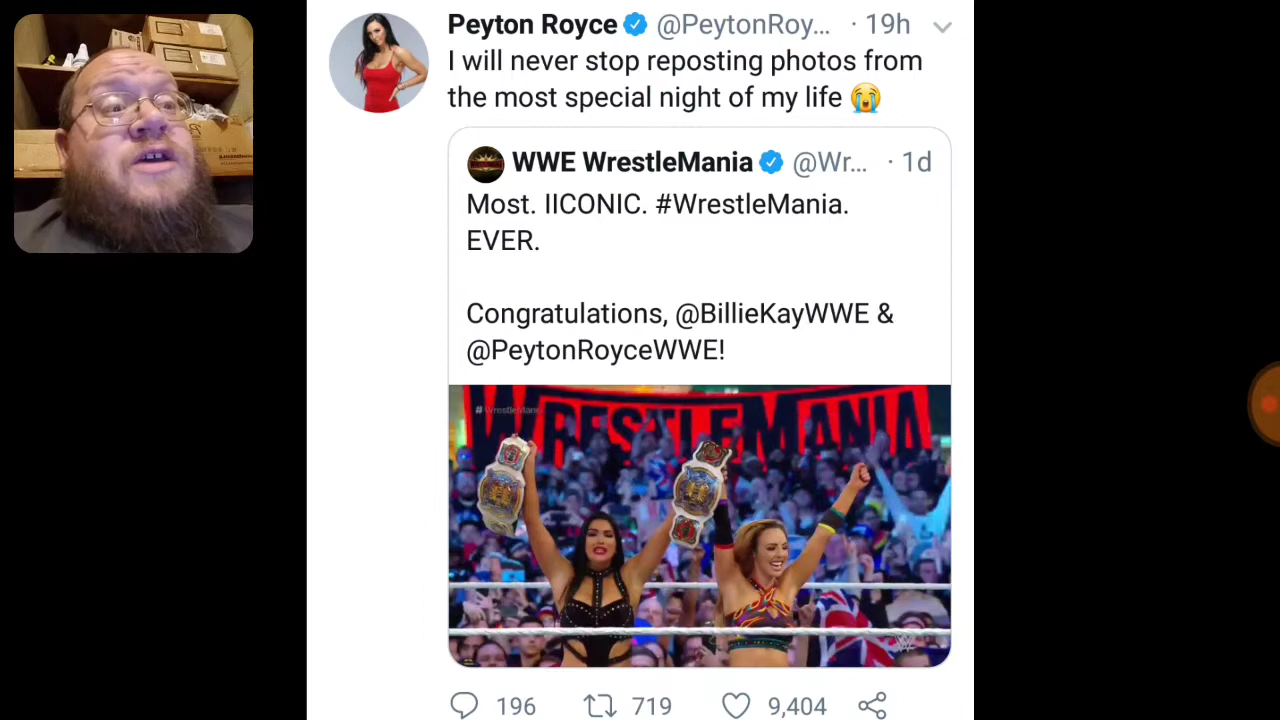 Peyton Royce @PeytonRoy... · 19h
I will never stop reposting photos from
the most special night of my life 😭
WWE WrestleMania @Wr... · 1d
Most. IICONIC. #WrestleMania.
EVER.
Congratulations, @BillieKayWWE &
@PeytonRoyceWWE!
#WrestleMania
WRESTLEMANIA
196 719 9,404